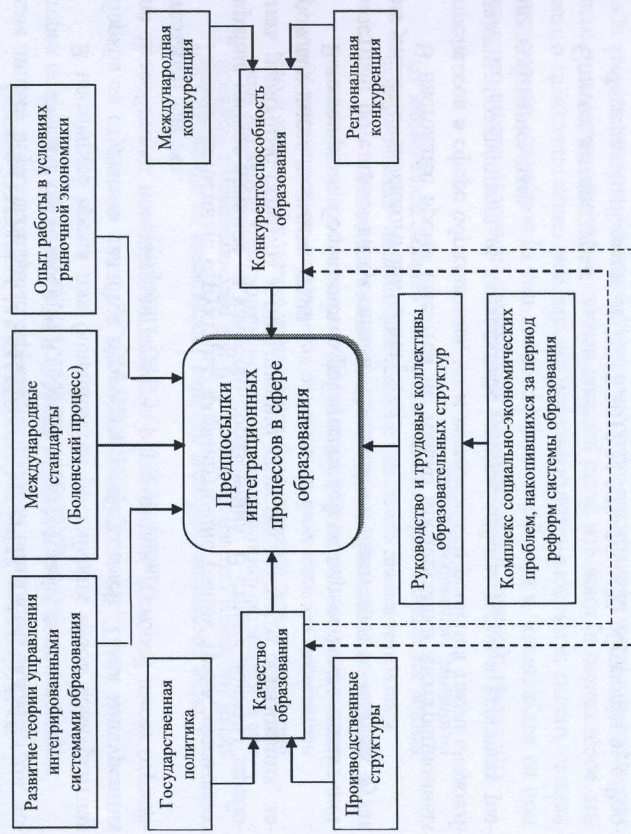 Развитие теории управления
интегрированными
системами образования
Международные
стандарты
(Болонский процесс)
Опыт работы в условиях
рыночной экономики
Государственная
политика
Качество
образования
Производственные
структуры
Предпосылки
интеграционных
процессов в сфере
образования
Международная
конкуренция
Конкурентоспособность
образования
Региональная
конкуренция
Руководство и трудовые коллективы
образовательных структур
Комплекс социально-экономических
проблем, накопившихся за период
реформ системы образования